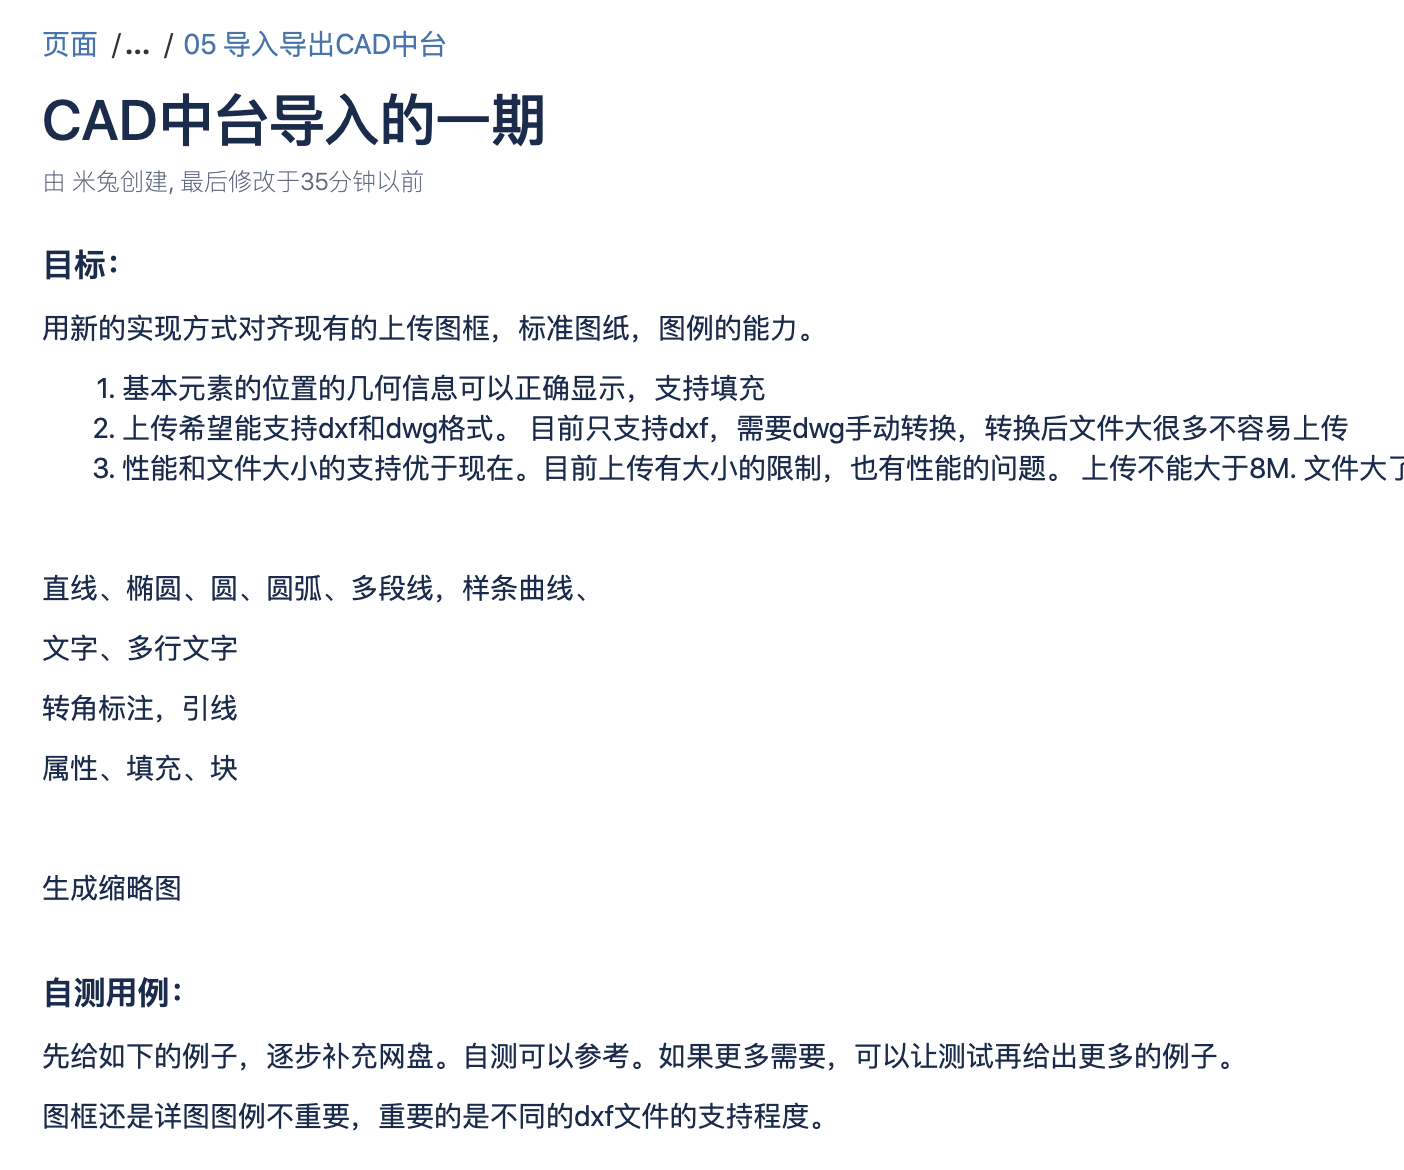 页面 /... / 05 导入导出CAD中台
CAD中台导入的一期
由 米兔创建, 最后修改于35分钟以前
目标：
用新的实现方式对齐现有的上传图框，标准图纸，图例的能力。
1. 基本元素的位置的几何信息可以正确显示，支持填充
2. 上传希望能支持dxf和dwg格式。 目前只支持dxf，需要dwg手动转换，转换后文件大很多不容易上传
3. 性能和文件大小的支持优于现在。目前上传有大小的限制，也有性能的问题。 上传不能大于8M. 文件大了
直线、椭圆、圆、圆弧、多段线，样条曲线、
文字、多行文字
转角标注，引线
属性、填充、块
生成缩略图
自测用例：
先给如下的例子，逐步补充网盘。自测可以参考。如果更多需要，可以让测试再给出更多的例子。
图框还是详图图例不重要，重要的是不同的dxf文件的支持程度。